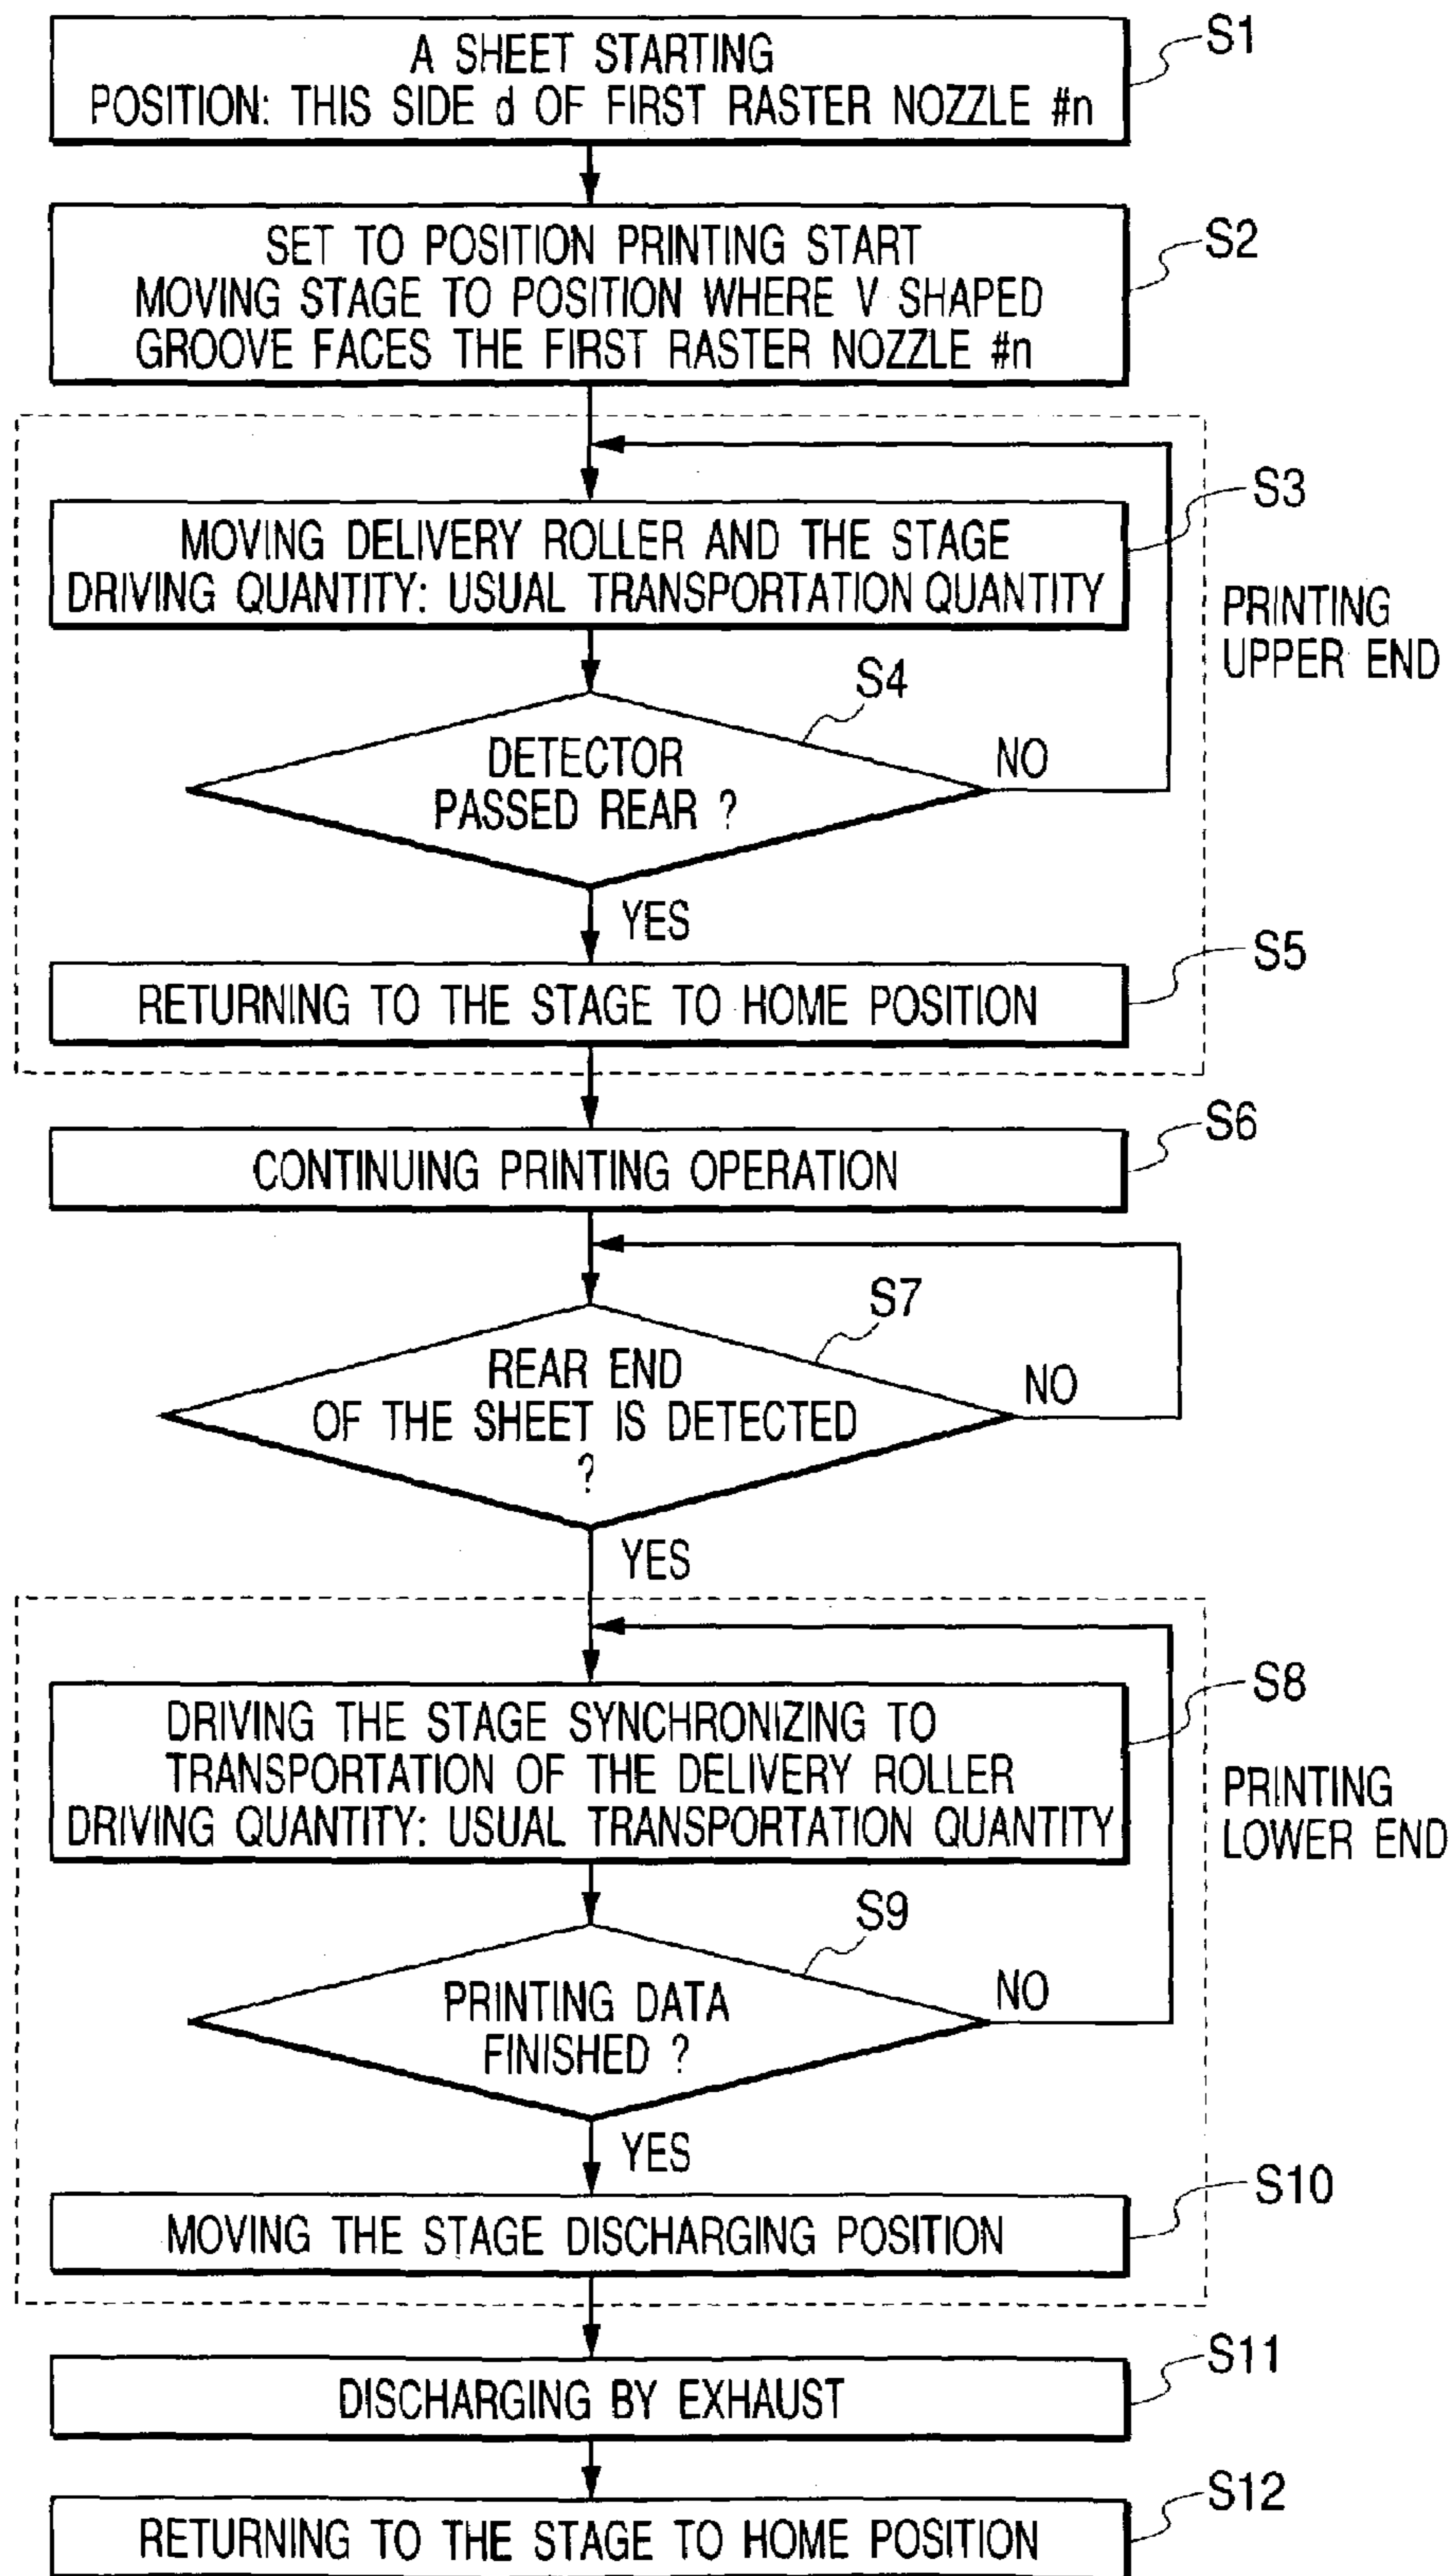 A SHEET STARTING
POSITION: THIS SIDE d OF FIRST RASTER NOZZLE #n
S1
SET TO POSITION PRINTING START
MOVING STAGE TO POSITION WHERE V SHAPED
GROOVE FACES THE FIRST RASTER NOZZLE #n
S2
MOVING DELIVERY ROLLER AND THE STAGE
DRIVING QUANTITY: USUAL TRANSPORTATION QUANTITY
S3
PRINTING
UPPER END
S4
DETECTOR
PASSED REAR ?
NO
YES
S5
RETURNING TO THE STAGE TO HOME POSITION
S6
CONTINUING PRINTING OPERATION
S7
REAR END
OF THE SHEET IS DETECTED
?
NO
YES
S8
DRIVING THE STAGE SYNCHRONIZING TO
TRANSPORTATION OF THE DELIVERY ROLLER
DRIVING QUANTITY: USUAL TRANSPORTATION QUANTITY
PRINTING
LOWER END
S9
PRINTING DATA
FINISHED ?
NO
YES
S10
MOVING THE STAGE DISCHARGING POSITION
S11
DISCHARGING BY EXHAUST
S12
RETURNING TO THE STAGE TO HOME POSITION